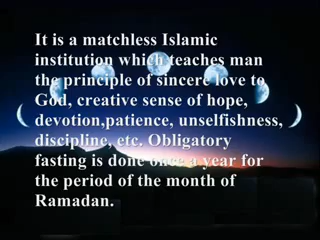 It is a matchless Islamic
institution which teaches man
the principle of sincere love to
God, creative sense of hope,
devotion,patience, unselfishness,
discipline, etc. Obligatory
fasting is done once a year for
the period of the month of
Ramadan.